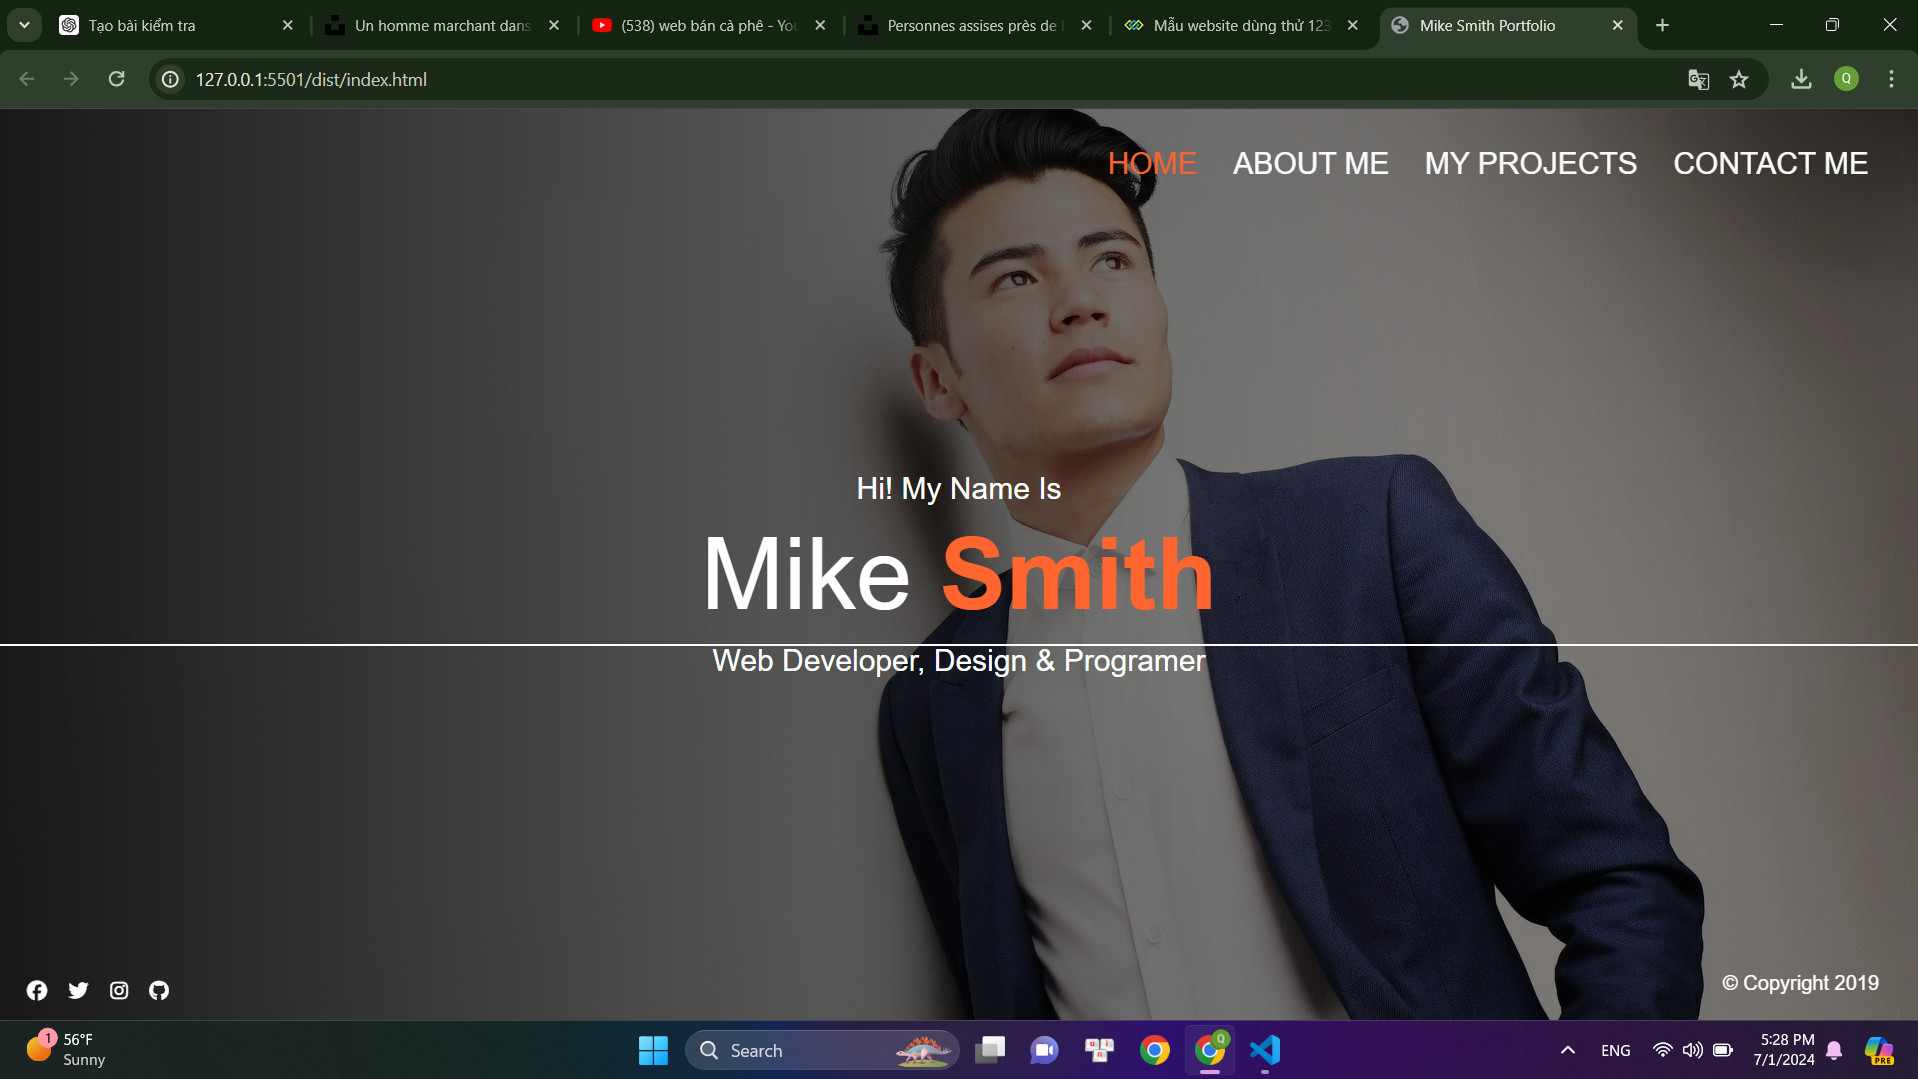 Tạo bài kiểm tra
Un homme marchant dans
(538) web bán cà phê - You
Personnes assises près de l
Mẫu website dùng thử 123
Mike Smith Portfolio
127.0.0.1:5501/dist/index.html
Q
HOME ABOUT ME MY PROJECTS CONTACT ME
Hi! My Name Is
Mike Smith
Web Developer, Design & Programer
© Copyright 2019
1
56°F
Sunny
Search
u i
n
Q
ENG
5:28 PM
7/1/2024
PRE